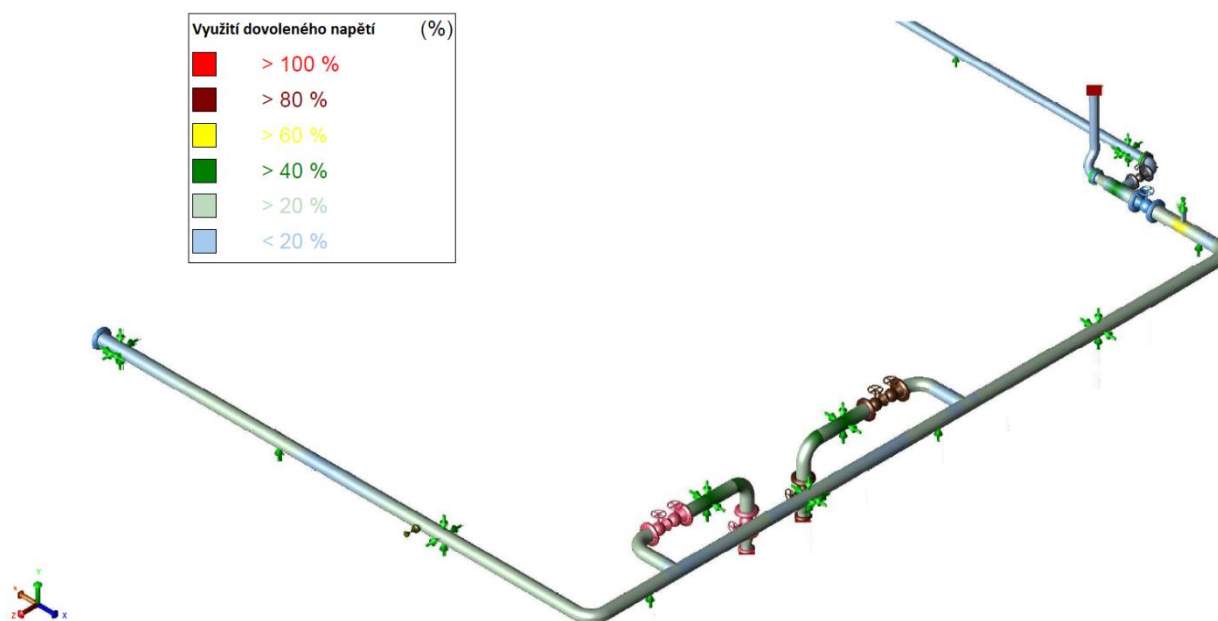 Využití dovoleného napětí (%)
> 100 %
> 80 %
> 60 %
> 40 %
> 20 %
< 20 %
Y
Z
X